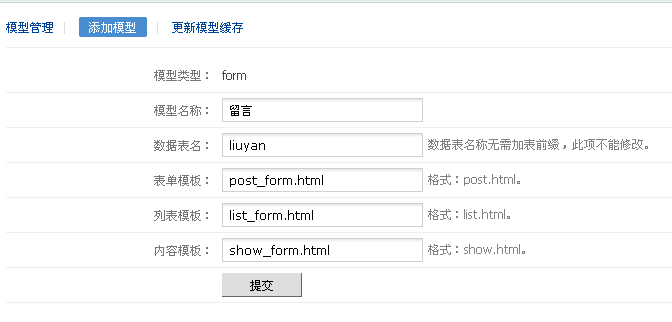 模型管理 添加模型 更新模型缓存
模型类型： form
模型名称： 留言
数据表名： liuyan 数据表名称无需加表前缀，此项不能修改。
表单模板： post_form.html 格式：post.html。
列表模板： list_form.html 格式：list.html。
内容模板： show_form.html 格式：show.html。
提交